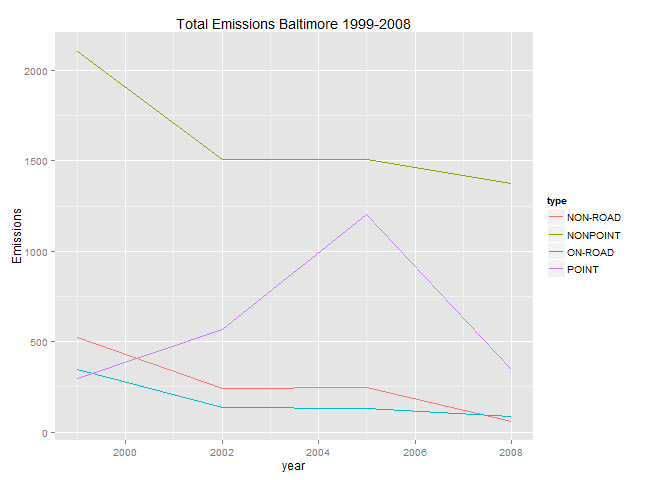 Total Emissions Baltimore 1999-2008
2000
1500
1000
500
0
Emissions
2000
2002
2004
2006
2008
year
type
NON-ROAD
NONPOINT
ON-ROAD
POINT